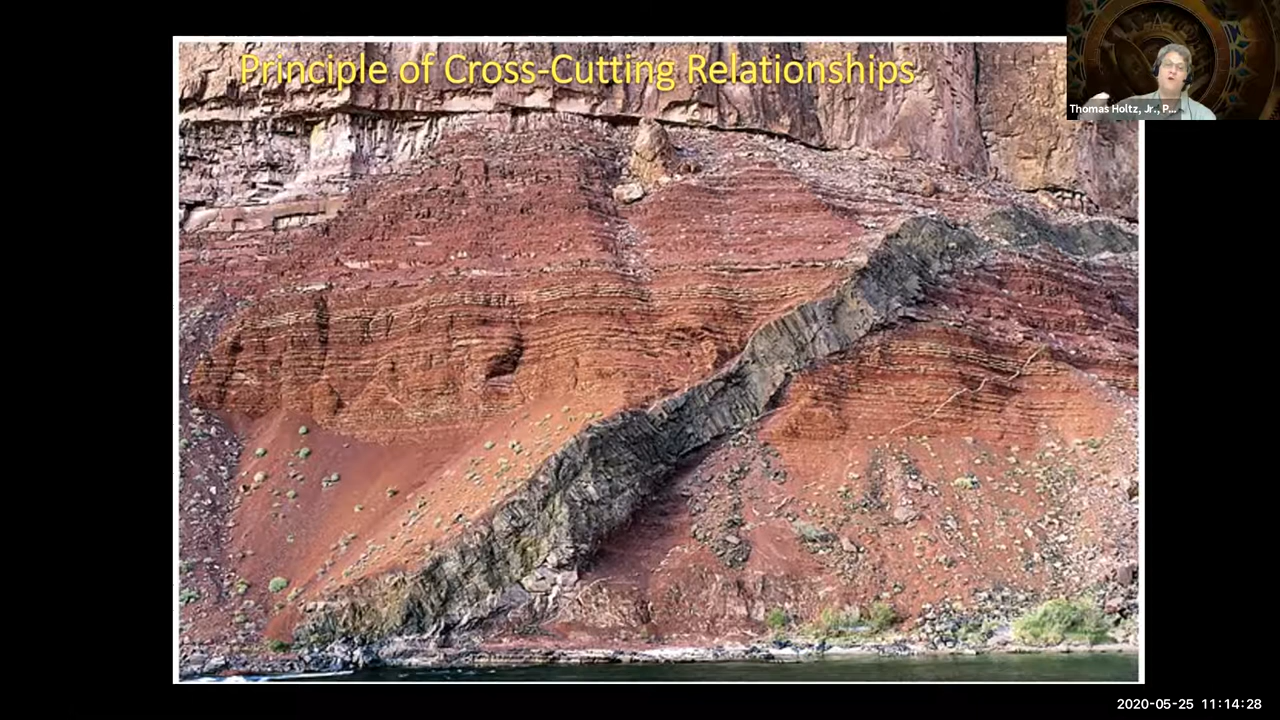 Principle of Cross-Cutting Relationships
Thomas Holtz, Jr., P...
2020-05-25 11:14:28